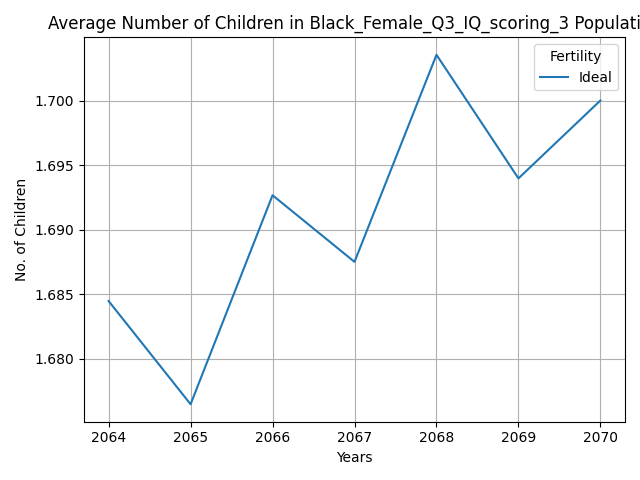 Average Number of Children in Black_Female_Q3_IQ_scoring_3 Populati
Fertility
Ideal
No. of Children
1.700
1.695
1.690
1.685
1.680
2064 2065 2066 2067 2068 2069 2070
Years